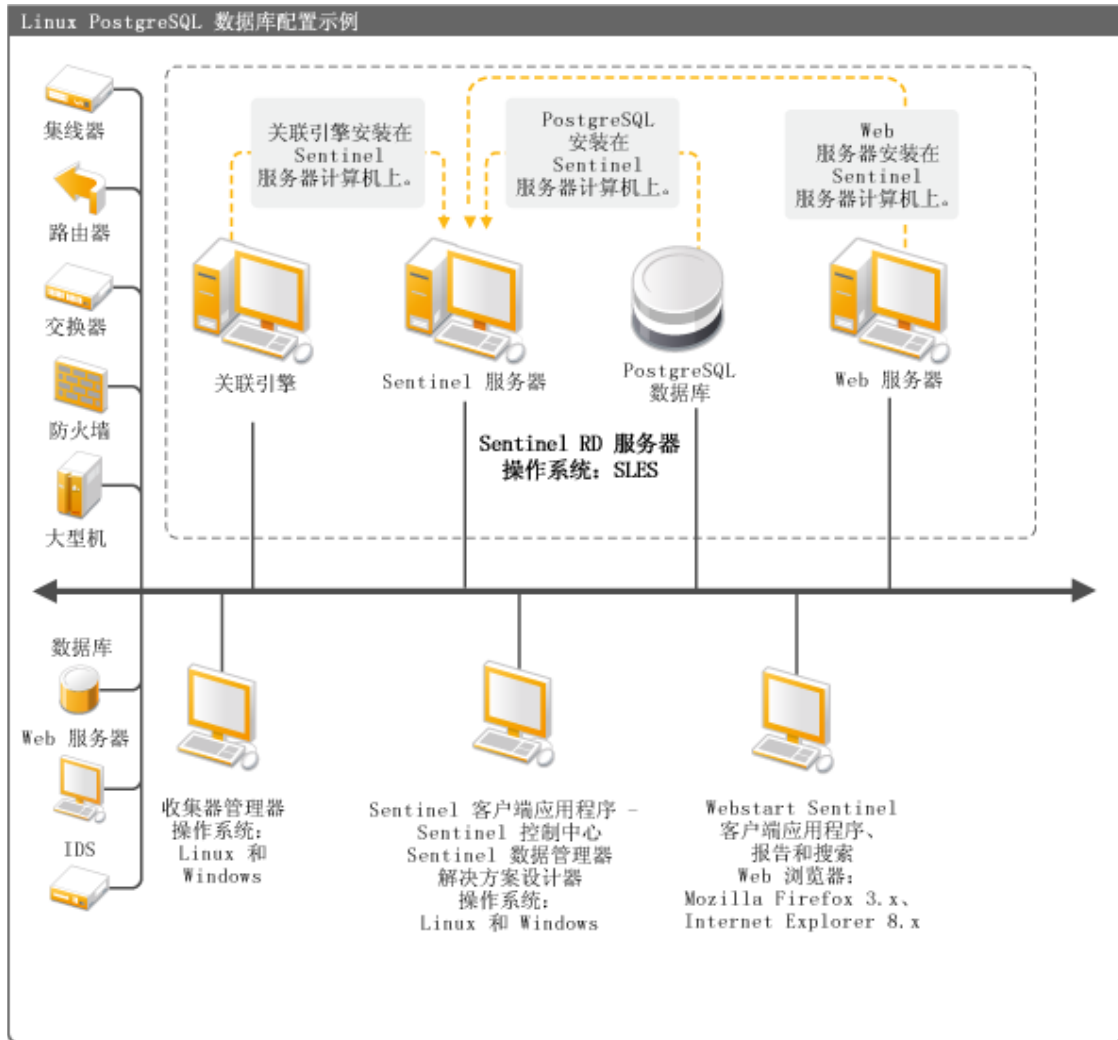 Linux PostgreSQL 数据库配置示例
集线器
路由器
交换器
防火墙
大型机
关联引擎安装在
Sentinel
服务器计算机上。
PostgreSQL
安装在
Sentinel
服务器计算机上。
Web
服务器安装在
Sentinel
服务器计算机上。
关联引擎
Sentinel 服务器
PostgreSQL
数据库
Web 服务器
Sentinel RD 服务器
操作系统: SLES
数据库
Web 服务器
IDS
收集器管理器
操作系统:
Linux 和
Windows
Sentinel 客户端应用程序 –
Sentinel 控制中心
Sentinel 数据管理器
解决方案设计器
操作系统:
Linux 和 Windows
Webstart Sentinel
客户端应用程序、
报告和搜索
Web 浏览器:
Mozilla Firefox 3.x、
Internet Explorer 8.x